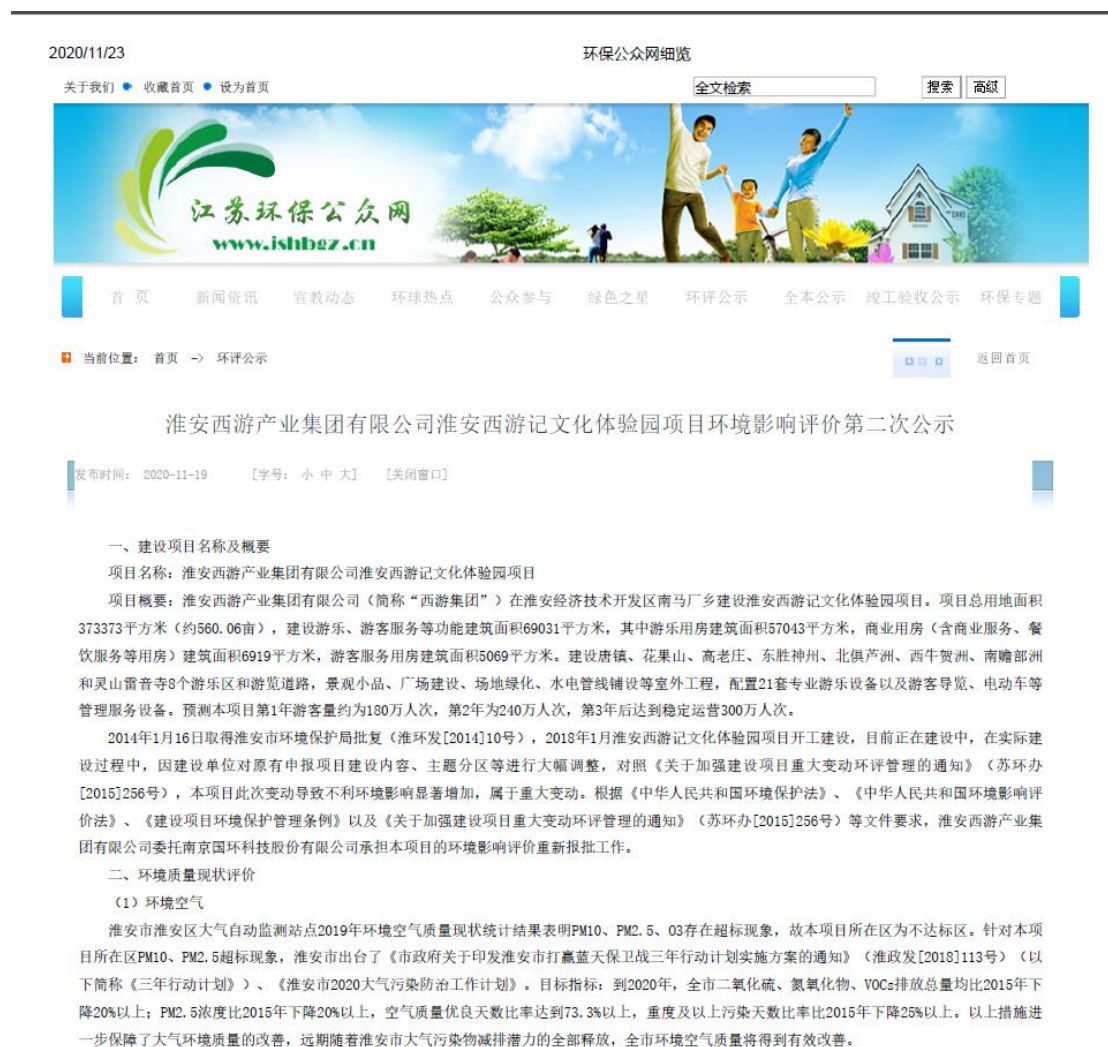 2020/11/23 环保公众网细览
关于我们 收藏首页 设为首页 全文检索 搜索 高级
江苏环保公众网
www.jshbgz.cn
首 页 新闻资讯 宣教动态 环球热点 公众参与 绿色之星 环评公示 全本公示 竣工验收公示 环保专题
当前位置: 首页 -> 环评公示 返回首页
淮安西游产业集团有限公司淮安西游记文化体验园项目环境影响评价第二次公示
发布时间: 2020-11-19 [字号: 小 中 大] [关闭窗口]
一、建设项目名称及概要
项目名称：淮安西游产业集团有限公司淮安西游记文化体验园项目
项目概要：淮安西游产业集团有限公司（简称“西游集团”）在淮安经济技术开发区南马厂乡建设淮安西游记文化体验园项目。项目总用地面积
373373平方米（约560.06亩），建设游乐、游客服务等功能建筑面积69031平方米，其中游乐用房建筑面积57043平方米，商业用房（含商业服务、餐
饮服务等用房）建筑面积6919平方米，游客服务用房建筑面积5069平方米。建设唐镇、花果山、高老庄、东胜神州、北俱芦洲、西牛贺洲、南赡部洲
和灵山雷音寺8个游乐区和游览道路，景观小品、广场建设、场地绿化、水电管线铺设等室外工程，配置21套专业游乐设备以及游客导览、电动车等
管理服务设备。预测本项目第1年游客量约为180万人次，第2年为240万人次，第3年后达到稳定运营300万人次。
2014年1月16日取得淮安市环境保护局批复（淮环发[2014]10号），2018年1月淮安西游记文化体验园项目开工建设，目前正在建设中，在实际建
设过程中，因建设单位对原有申报项目建设内容、主题分区等进行大幅调整，对照《关于加强建设项目重大变动环评管理的通知》（苏环办
[2015]256号），本项目此次变动导致不利环境影响显著增加，属于重大变动。根据《中华人民共和国环境保护法》、《中华人民共和国环境影响评
价法》、《建设项目环境保护管理条例》以及《关于加强建设项目重大变动环评管理的通知》（苏环办[2015]256号）等文件要求，淮安西游产业集
团有限公司委托南京国环科技股份有限公司承担本项目的环境影响评价重新报批工作。
二、环境质量现状评价
（1）环境空气
淮安市淮安区大气自动监测站点2019年环境空气质量现状统计结果表明PM10、PM2.5、O3存在超标现象，故本项目所在区为不达标区。针对本项
目所在区PM10、PM2.5超标现象，淮安市出台了《市政府关于印发淮安市打赢蓝天保卫战三年行动计划实施方案的通知》（淮政发[2018]113号）（以
下简称《三年行动计划》）、《淮安市2020大气污染防治工作计划》。目标指标：到2020年，全市二氧化硫、氮氧化物、VOCs排放总量均比2015年下
降20%以上；PM2.5浓度比2015年下降20%以上，空气质量优良天数比率达到73.3%以上，重度及以上污染天数比率比2015年下降25%以上。以上措施进
一步保障了大气环境质量的改善，远期随着淮安市大气污染物减排潜力的全部释放，全市环境空气质量将得到有效改善。